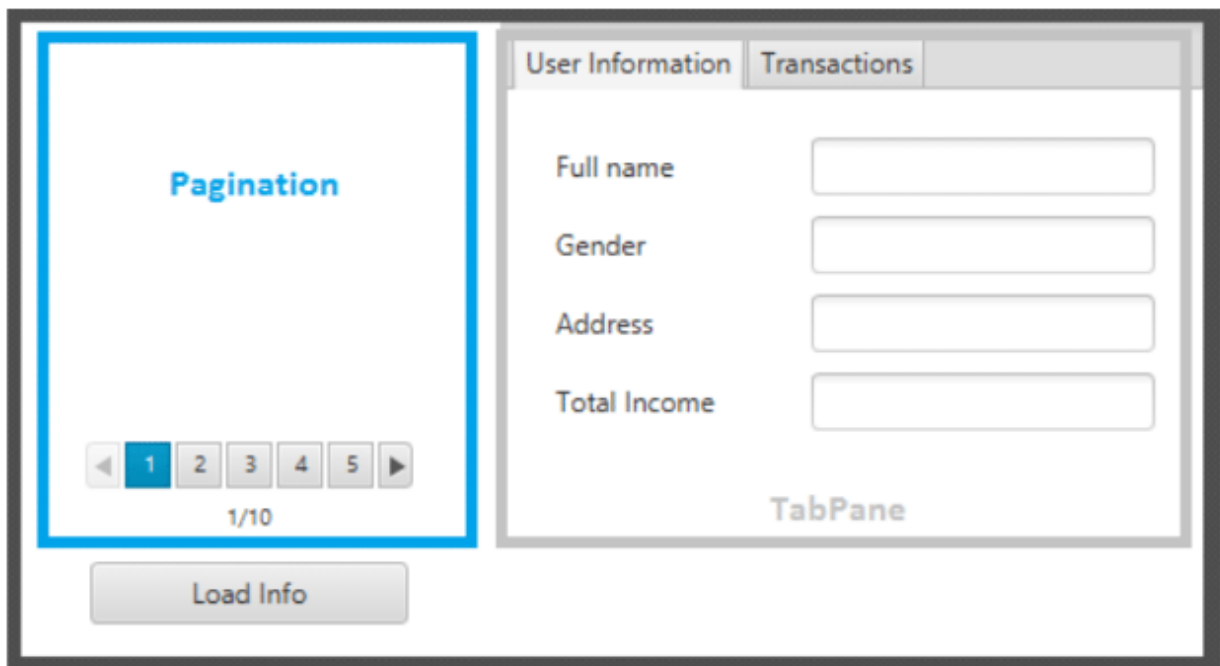 Pagination
1 2 3 4 5
1/10
Load Info
User Information Transactions
Full name
Gender
Address
Total Income
TabPane